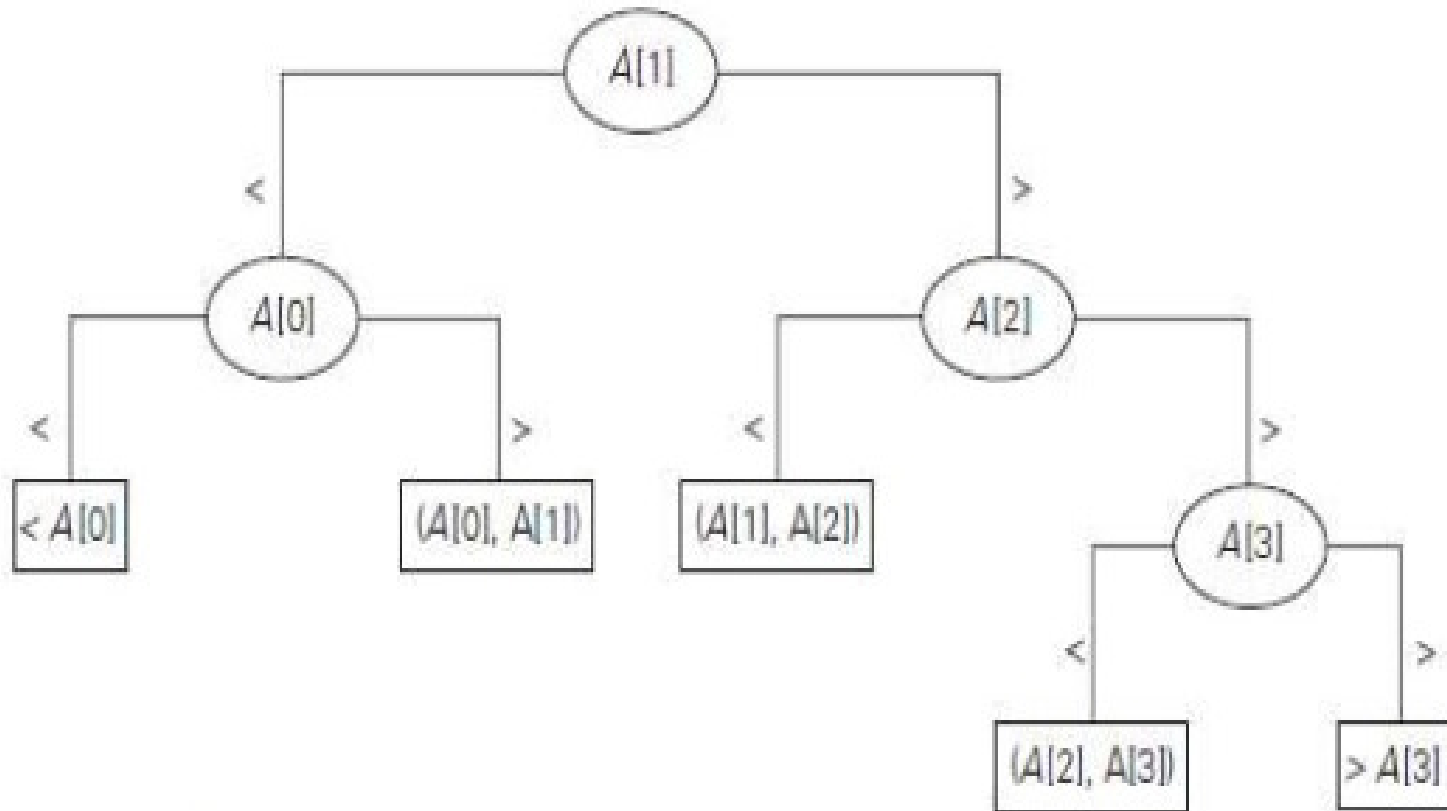 A[1]
< >
A[0] A[2]
< > < >
< A[0] (A[0], A[1]) (A[1], A[2]) A[3]
< >
(A[2], A[3]) > A[3]